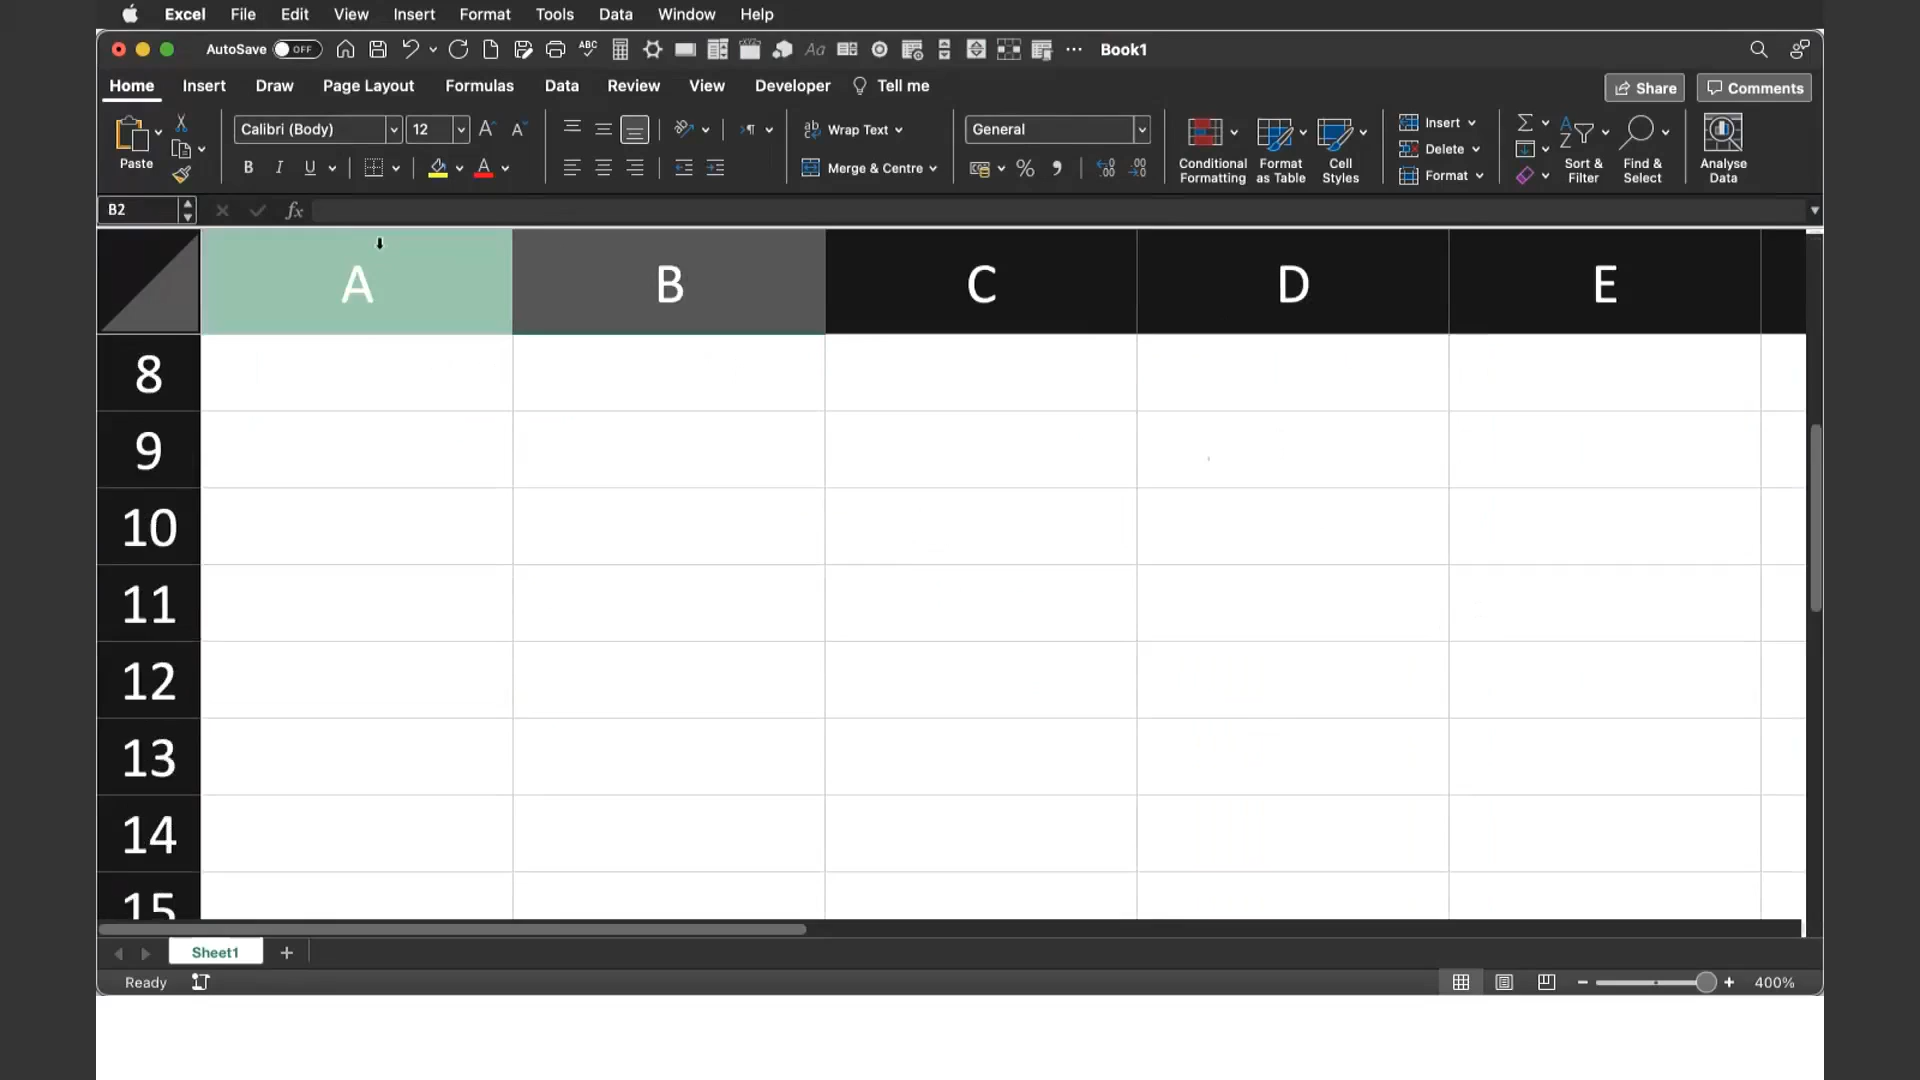 Excel File Edit View Insert Format Tools Data Window Help
AutoSave OFF ABC Aa ... Book1
Home Insert Draw Page Layout Formulas Data Review View Developer Tell me Share Comments
Paste Calibri (Body) 12 A A ab Wrap Text General Insert
B I U A Merge & Centre % , Delete
Conditional Formatting Format as Table Cell Styles Format Sort & Filter Find & Select Analyse Data
B2 fx
A B C D E
8
9
10
11
12
13
14
15
Sheet1 +
Ready - + 400%